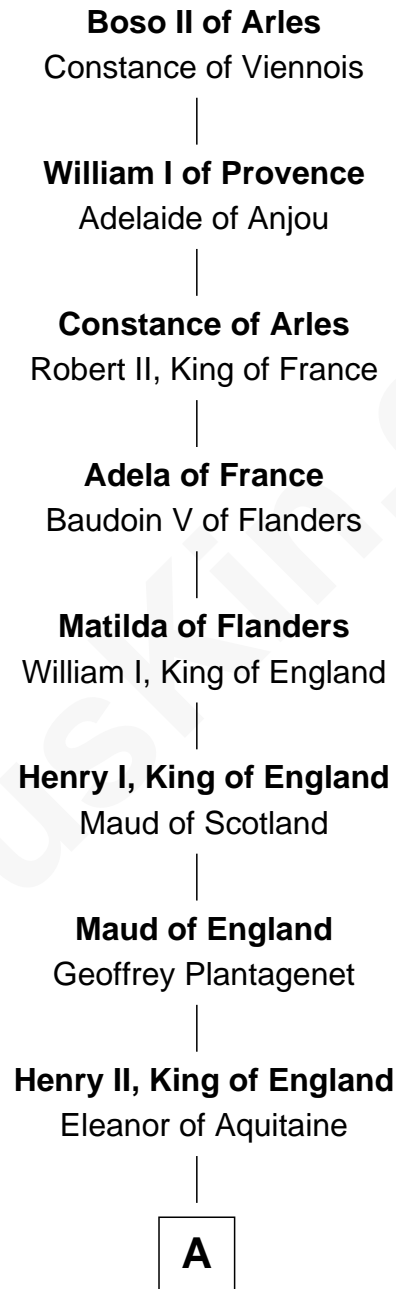 Boso II of Arles
Constance of Viennois
William I of Provence
Adelaide of Anjou
Constance of Arles
Robert II, King of France
Adela of France
Baudoin V of Flanders
Matilda of Flanders
William I, King of England
Henry I, King of England
Maud of Scotland
Maud of England
Geoffrey Plantagenet
Henry II, King of England
Eleanor of Aquitaine
A